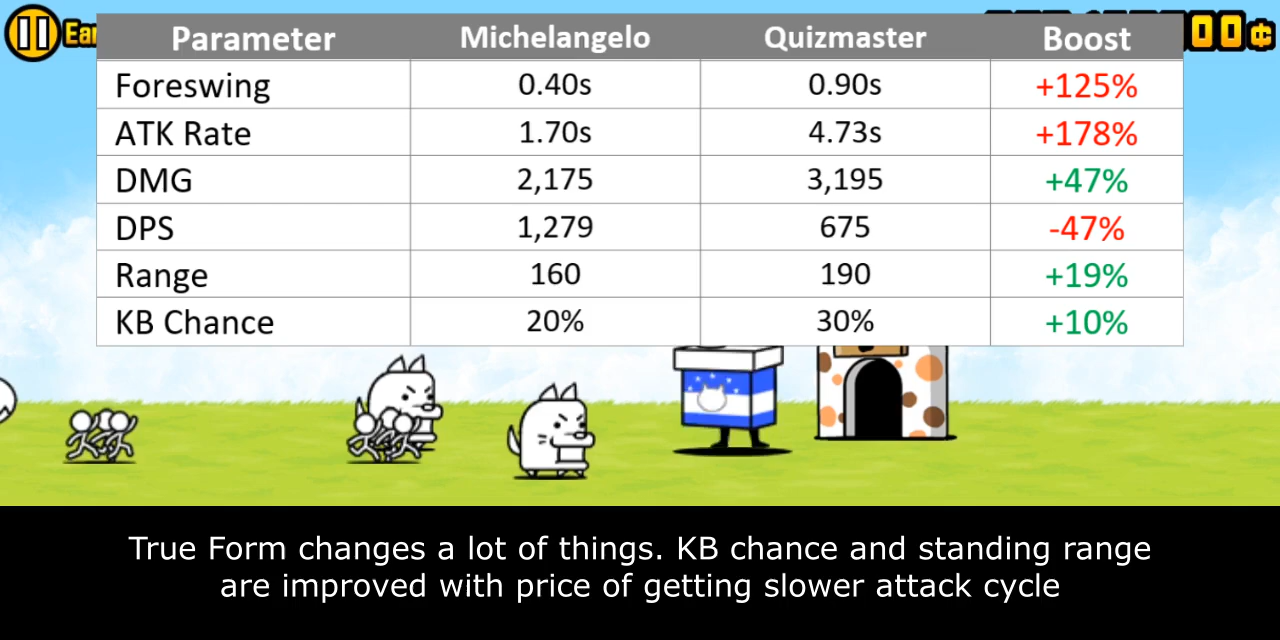 Ear
00¢
Parameter Michelangelo Quizmaster Boost
Foreswing 0.40s 0.90s +125%
ATK Rate 1.70s 4.73s +178%
DMG 2,175 3,195 +47%
DPS 1,279 675 -47%
Range 160 190 +19%
KB Chance 20% 30% +10%
True Form changes a lot of things. KB chance and standing range
are improved with price of getting slower attack cycle